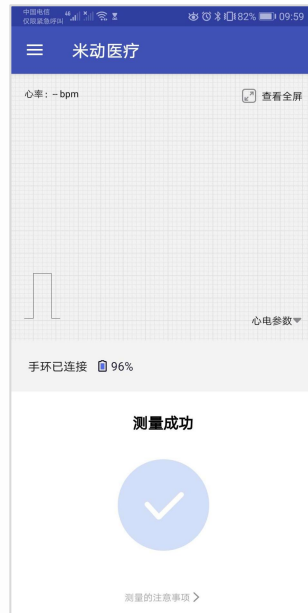 中国电信 46 82% 09:59
仅限紧急呼叫
米动医疗
心率: -- bpm 查看全屏
心电参数
手环已连接 96%
测量成功
测量的注意事项